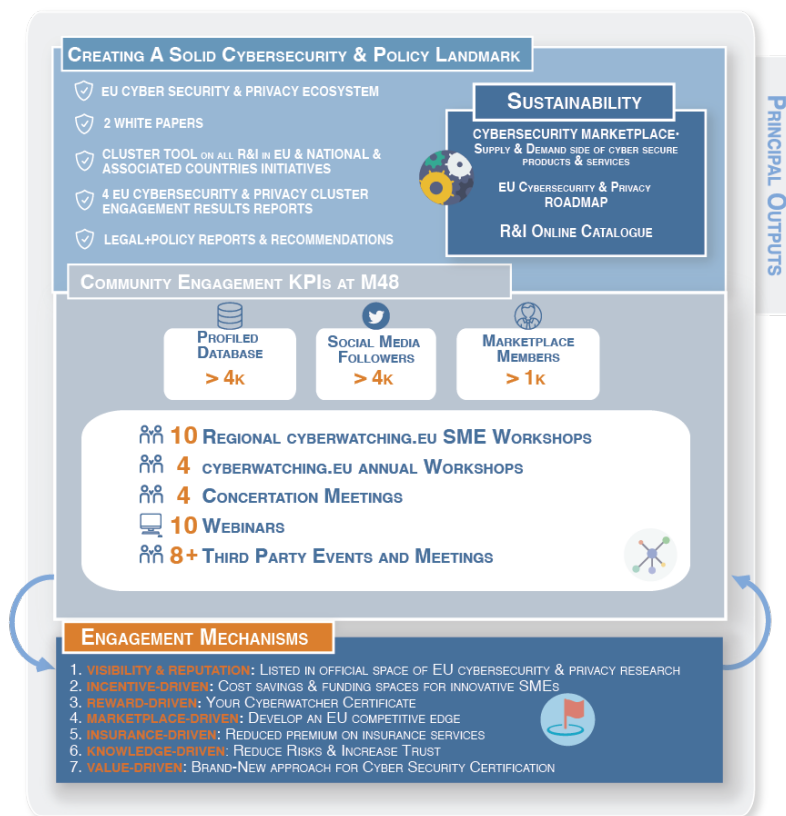 Creating A Solid Cybersecurity & Policy Landmark
EU CYBER SECURITY & PRIVACY ECOSYSTEM
2 WHITE PAPERS
CLUSTER TOOL ON ALL R&I IN EU & NATIONAL &
ASSOCIATED COUNTRIES INITIATIVES
4 EU CYBERSECURITY & PRIVACY CLUSTER
ENGAGEMENT RESULTS REPORTS
LEGAL+POLICY REPORTS & RECOMMENDATIONS
Sustainability
CYBERSECURITY MARKETPLACE-
Supply & Demand side of cyber secure
products & services
EU Cybersecurity & Privacy
ROADMAP
R&I Online Catalogue
Principal Outputs
Community Engagement KPIs at M48
Profiled
Database
> 4k
Social Media
Followers
> 4k
Marketplace
Members
> 1k
10 Regional cyberwatching.eu SME Workshops
4 cyberwatching.eu annual Workshops
4 Concertation Meetings
10 Webinars
8+ Third Party Events and Meetings
Engagement Mechanisms
1. VISIBILITY & REPUTATION: Listed in official space of EU cybersecurity & privacy research
2. INCENTIVE-DRIVEN: Cost savings & funding spaces for innovative SMEs
3. REWARD-DRIVEN: Your Cyberwatcher Certificate
4. MARKETPLACE-DRIVEN: Develop an EU competitive edge
5. INSURANCE-DRIVEN: Reduced premium on insurance services
6. KNOWLEDGE-DRIVEN: Reduce Risks & Increase Trust
7. VALUE-DRIVEN: Brand-New approach for Cyber Security Certification